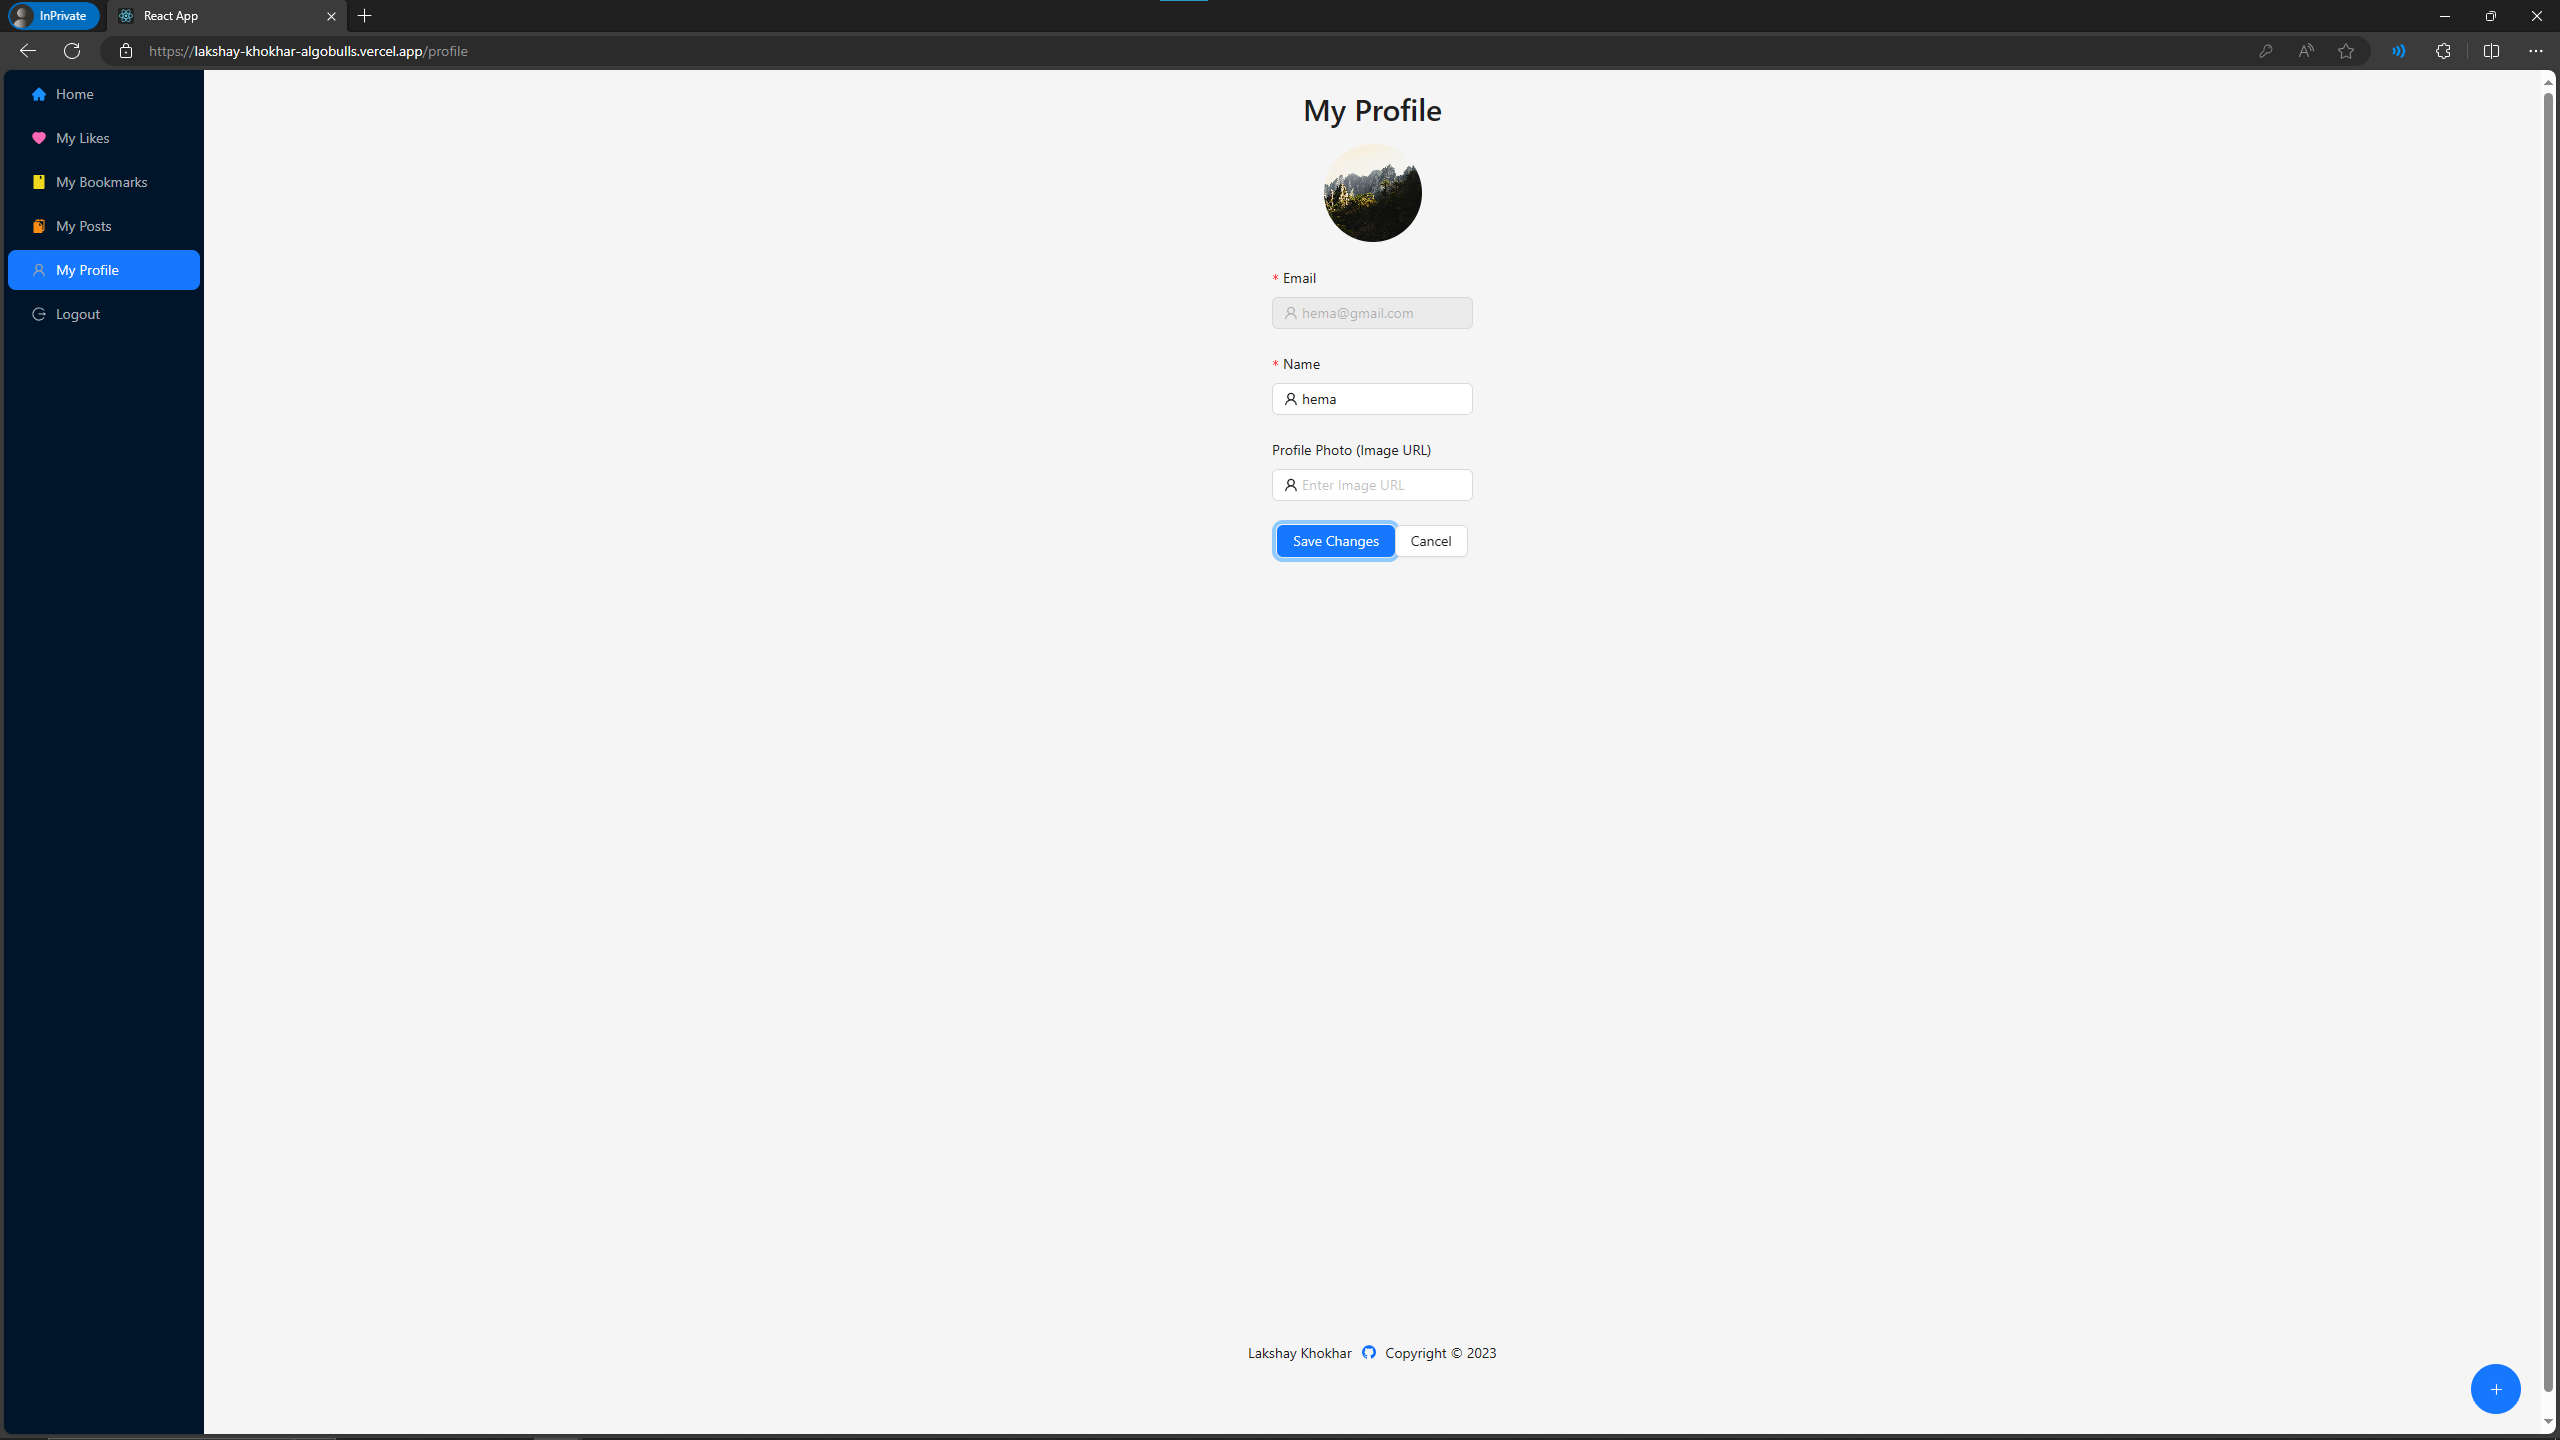 InPrivate
React App
https://lakshay-khokhar-algobulls.vercel.app/profile
Home
My Likes
My Bookmarks
My Posts
My Profile
Logout
My Profile
* Email
hema@gmail.com
* Name
hema
Profile Photo (Image URL)
Enter Image URL
Save Changes
Cancel
Lakshay Khokhar Copyright © 2023